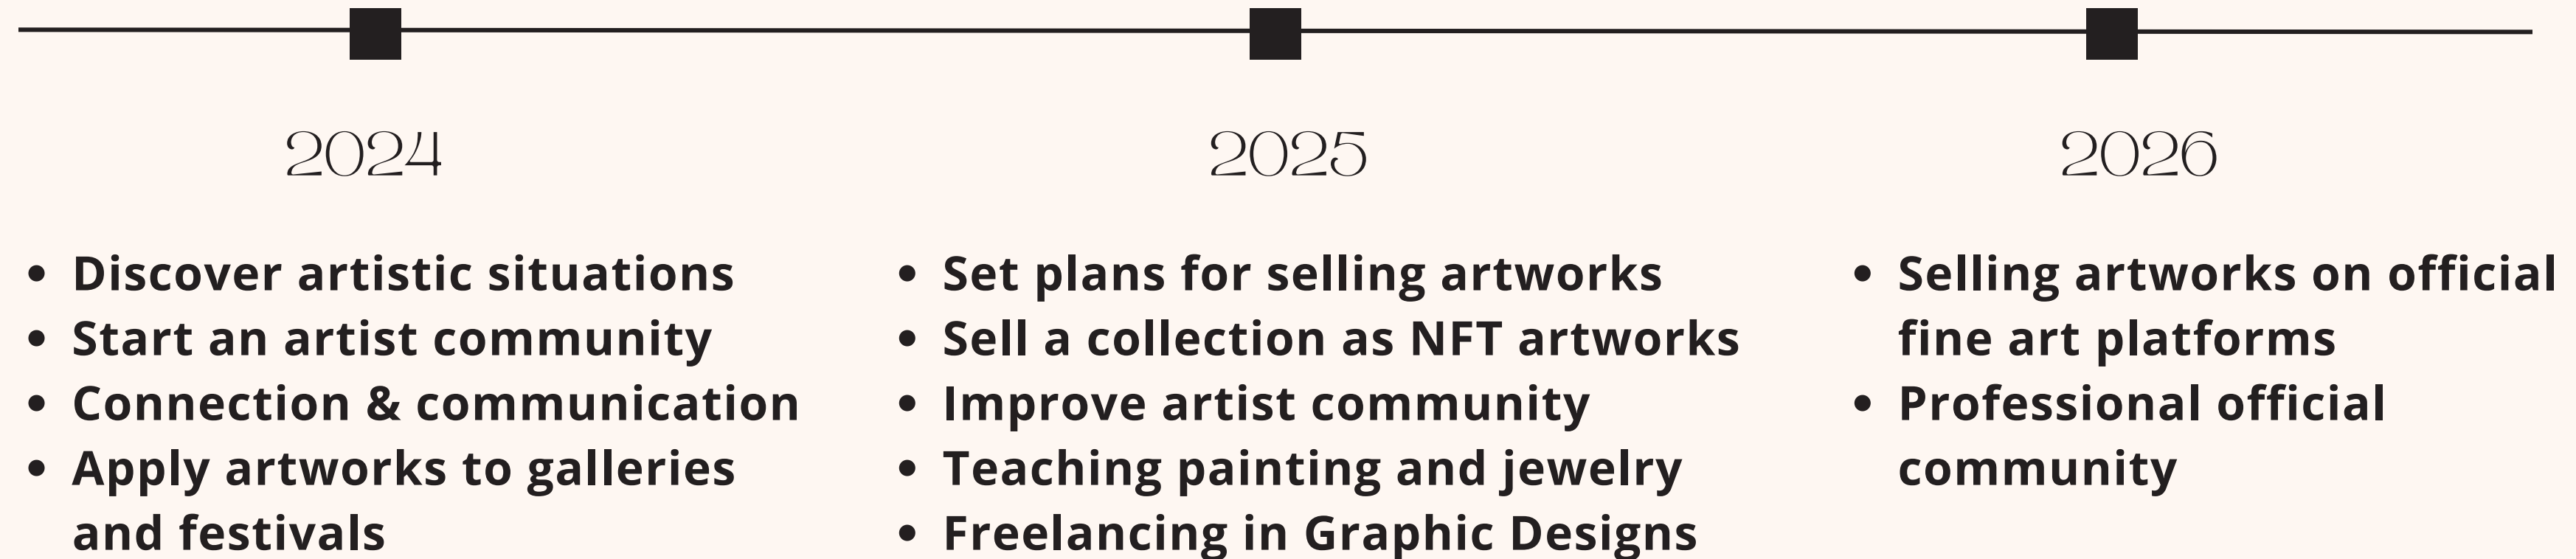 2024
• Discover artistic situations
• Start an artist community
• Connection & communication
• Apply artworks to galleries
and festivals
2025
• Set plans for selling artworks
• Sell a collection as NFT artworks
• Improve artist community
• Teaching painting and jewelry
• Freelancing in Graphic Designs
2026
• Selling artworks on official
fine art platforms
• Professional official
community